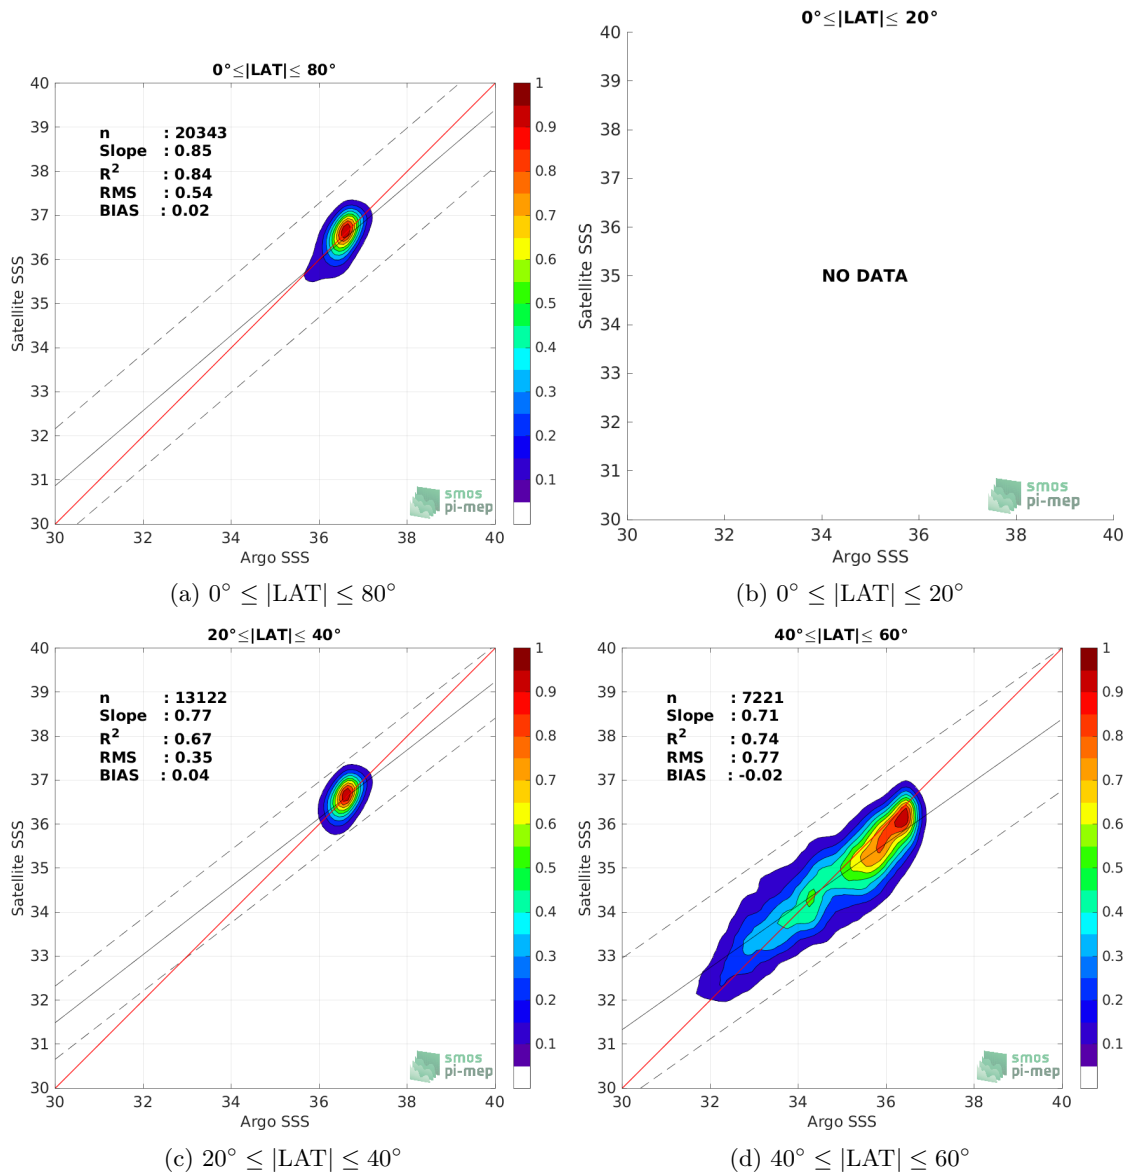 0°≤|LAT|≤ 80°
40
39
38
37
36
35
34
33
32
31
30
Satellite SSS
n : 20343
Slope : 0.85
R² : 0.84
RMS : 0.54
BIAS : 0.02
smos
pi-mep
30 32 34 36 38 40
Argo SSS
1
0.9
0.8
0.7
0.6
0.5
0.4
0.3
0.2
0.1
(a) 0° ≤ |LAT| ≤ 80°
0°≤|LAT|≤ 20°
40
39
38
37
36
35
34
33
32
31
30
Satellite SSS
NO DATA
smos
pi-mep
30 32 34 36 38 40
Argo SSS
(b) 0° ≤ |LAT| ≤ 20°
20°≤|LAT|≤ 40°
40
39
38
37
36
35
34
33
32
31
30
Satellite SSS
n : 13122
Slope : 0.77
R² : 0.67
RMS : 0.35
BIAS : 0.04
smos
pi-mep
30 32 34 36 38 40
Argo SSS
1
0.9
0.8
0.7
0.6
0.5
0.4
0.3
0.2
0.1
(c) 20° ≤ |LAT| ≤ 40°
40°≤|LAT|≤ 60°
40
39
38
37
36
35
34
33
32
31
30
Satellite SSS
n : 7221
Slope : 0.71
R² : 0.74
RMS : 0.77
BIAS : -0.02
smos
pi-mep
30 32 34 36 38 40
Argo SSS
1
0.9
0.8
0.7
0.6
0.5
0.4
0.3
0.2
0.1
(d) 40° ≤ |LAT| ≤ 60°